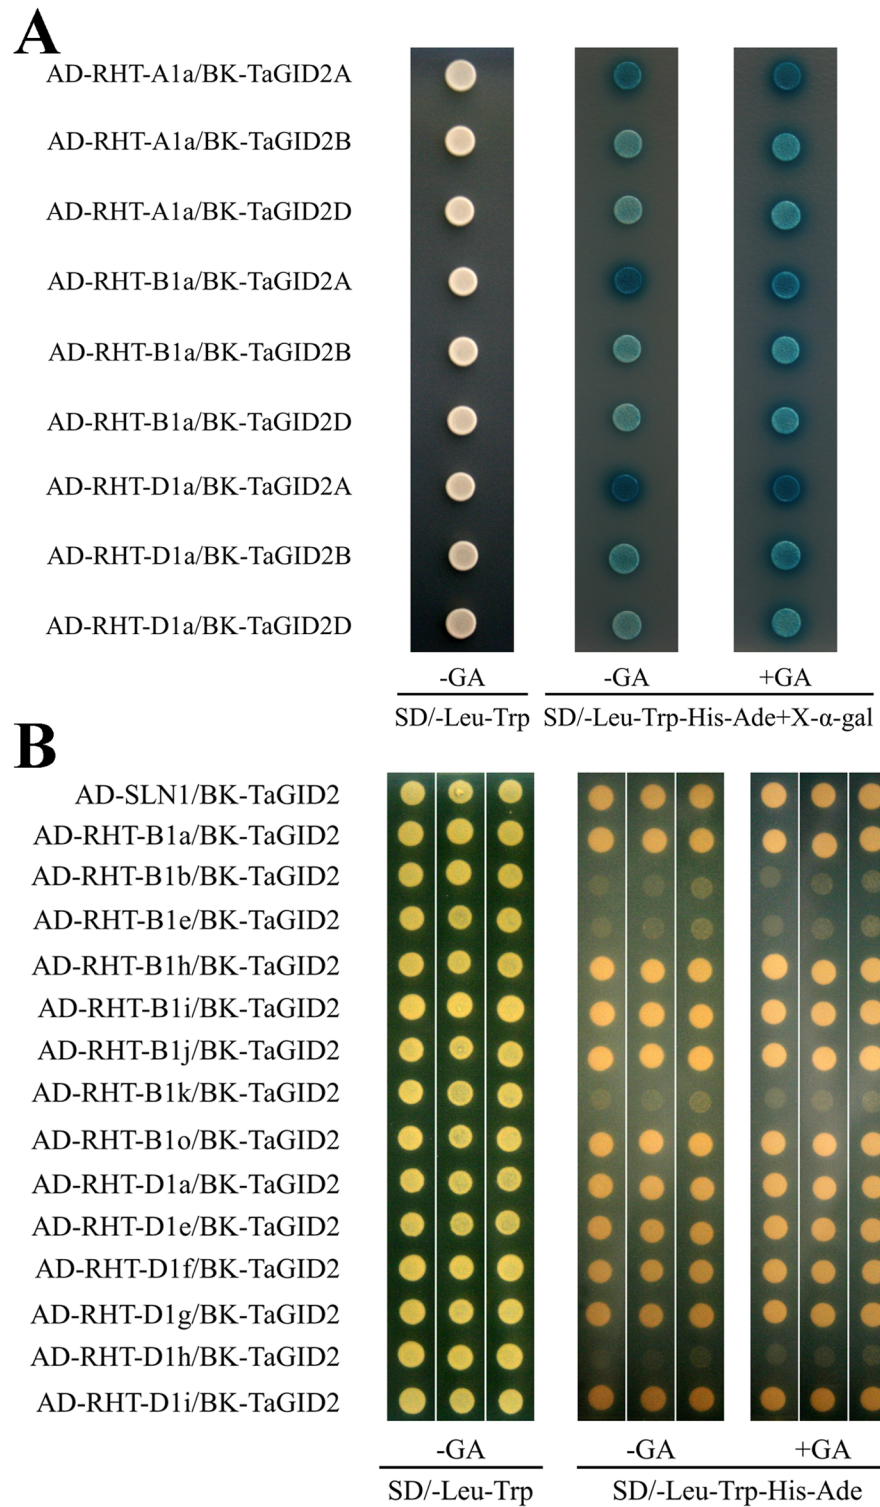 A
AD-RHT-A1a/BK-TaGID2A
AD-RHT-A1a/BK-TaGID2B
AD-RHT-A1a/BK-TaGID2D
AD-RHT-B1a/BK-TaGID2A
AD-RHT-B1a/BK-TaGID2B
AD-RHT-B1a/BK-TaGID2D
AD-RHT-D1a/BK-TaGID2A
AD-RHT-D1a/BK-TaGID2B
AD-RHT-D1a/BK-TaGID2D
-GA -GA +GA
SD/-Leu-Trp SD/-Leu-Trp-His-Ade+X-α-gal
B
AD-SLN1/BK-TaGID2
AD-RHT-B1a/BK-TaGID2
AD-RHT-B1b/BK-TaGID2
AD-RHT-B1e/BK-TaGID2
AD-RHT-B1h/BK-TaGID2
AD-RHT-B1i/BK-TaGID2
AD-RHT-B1j/BK-TaGID2
AD-RHT-B1k/BK-TaGID2
AD-RHT-B1o/BK-TaGID2
AD-RHT-D1a/BK-TaGID2
AD-RHT-D1e/BK-TaGID2
AD-RHT-D1f/BK-TaGID2
AD-RHT-D1g/BK-TaGID2
AD-RHT-D1h/BK-TaGID2
AD-RHT-D1i/BK-TaGID2
-GA -GA +GA
SD/-Leu-Trp SD/-Leu-Trp-His-Ade